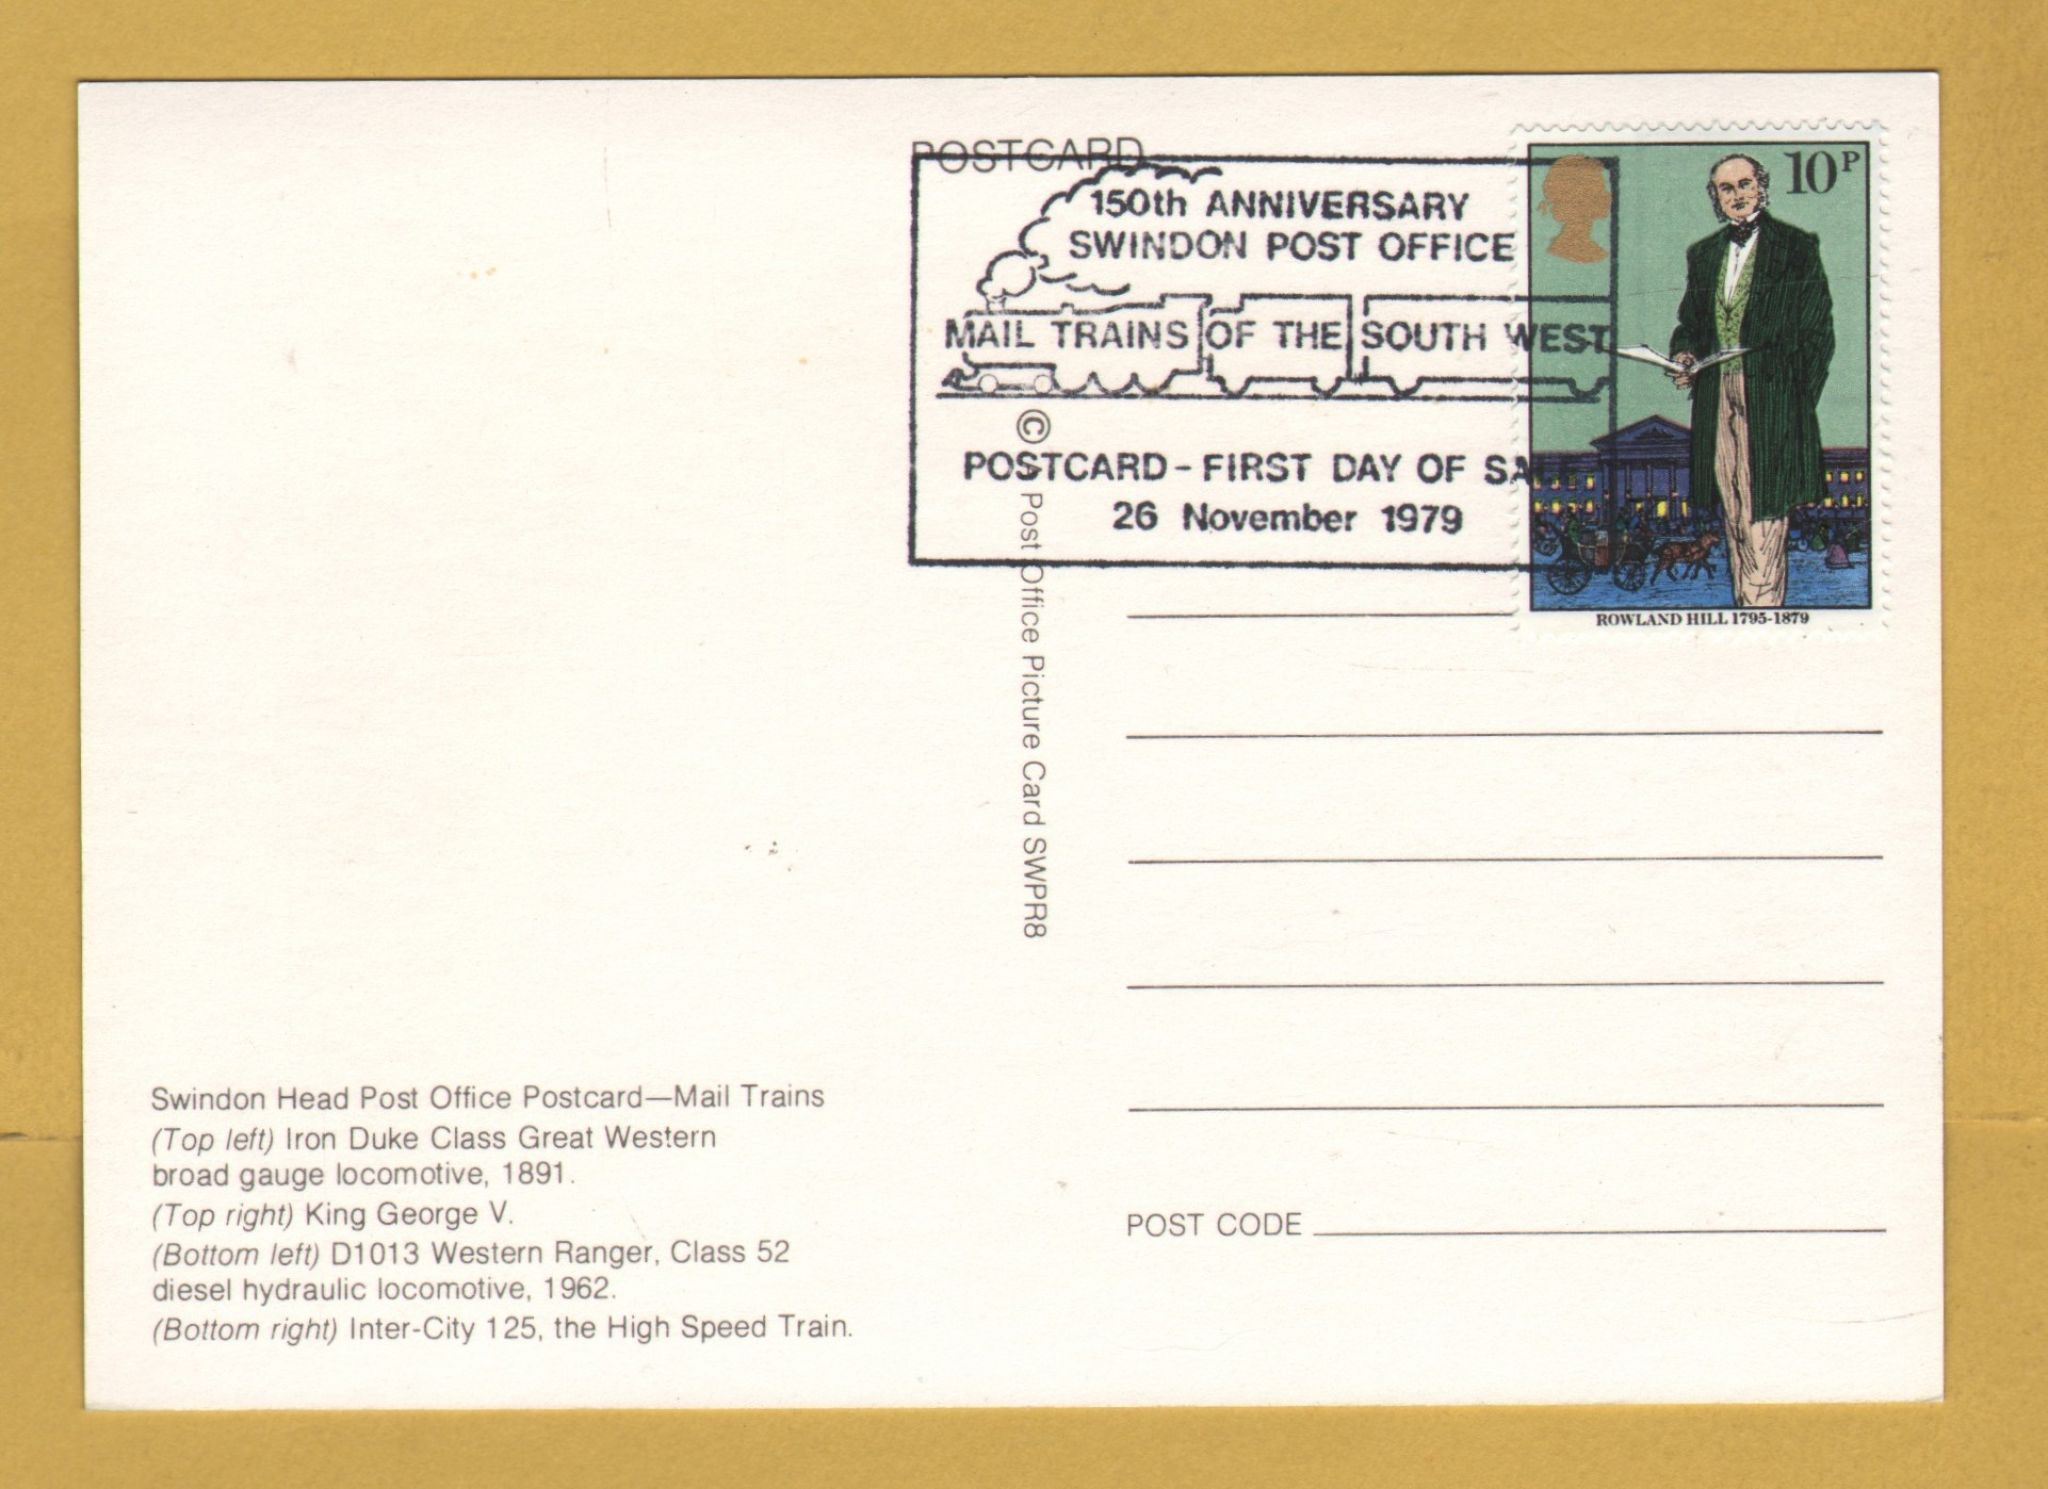 POSTCARD
150th ANNIVERSARY
SWINDON POST OFFICE
MAIL TRAINS OF THE SOUTH WEST
POSTCARD - FIRST DAY OF SALE
26 November 1979
10P
ROWLAND HILL 1795-1879
© Post Office Picture Card SWPR8
Swindon Head Post Office Postcard—Mail Trains
(Top left) Iron Duke Class Great Western
broad gauge locomotive, 1891.
(Top right) King George V.
(Bottom left) D1013 Western Ranger, Class 52
diesel hydraulic locomotive, 1962.
(Bottom right) Inter-City 125, the High Speed Train.
POST CODE